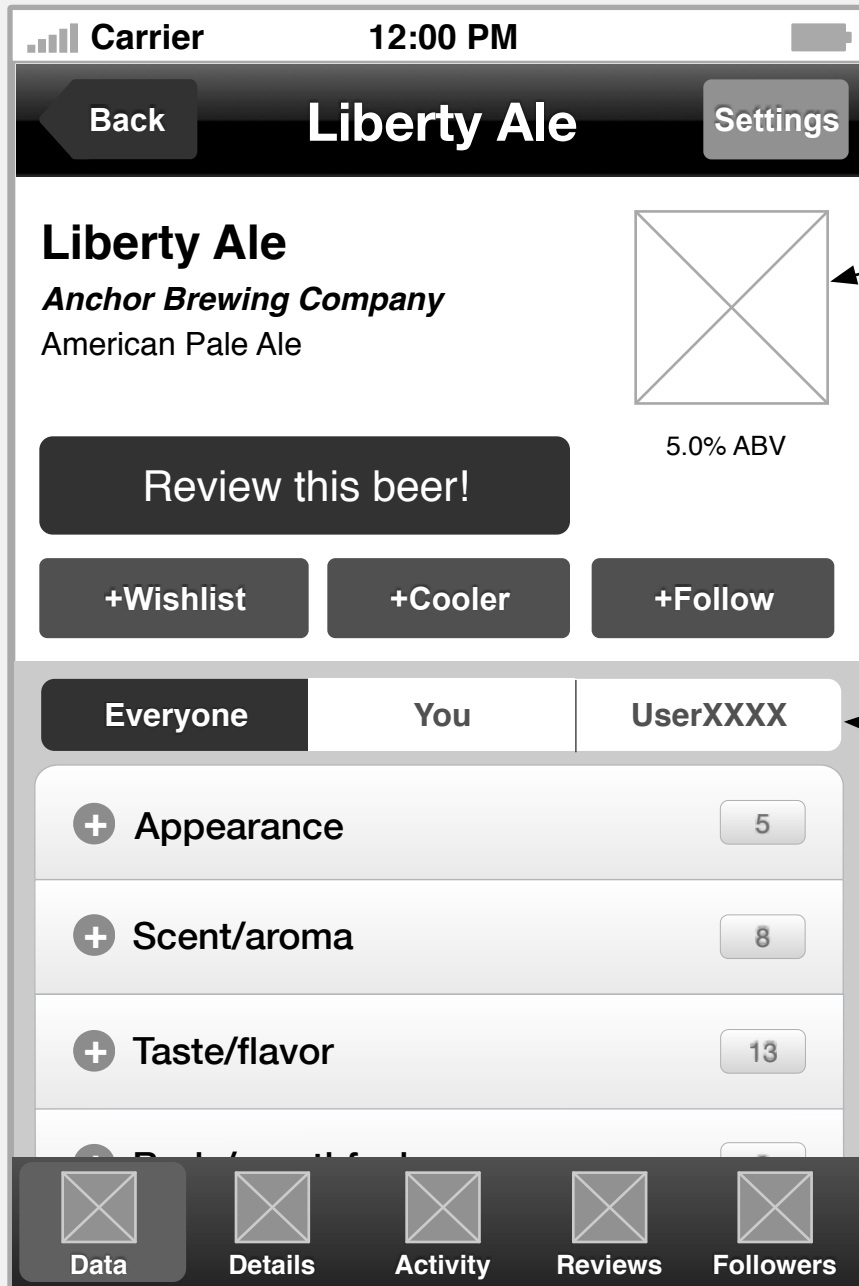 Carrier 12:00 PM
Back Liberty Ale Settings
Liberty Ale
Anchor Brewing Company
American Pale Ale
5.0% ABV
Review this beer!
+Wishlist +Cooler +Follow
Everyone You UserXXXX
+ Appearance 5
+ Scent/aroma 8
+ Taste/flavor 13
Data Details Activity Reviews Followers